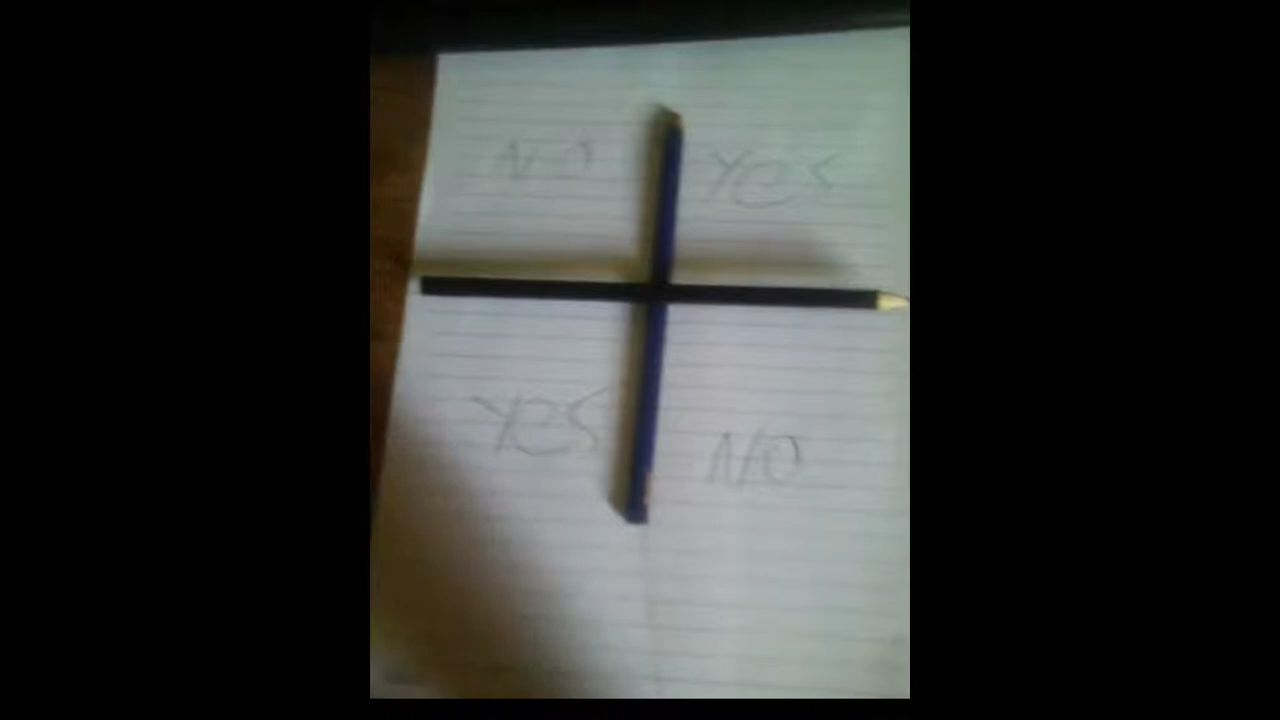 NO YES
YES NO